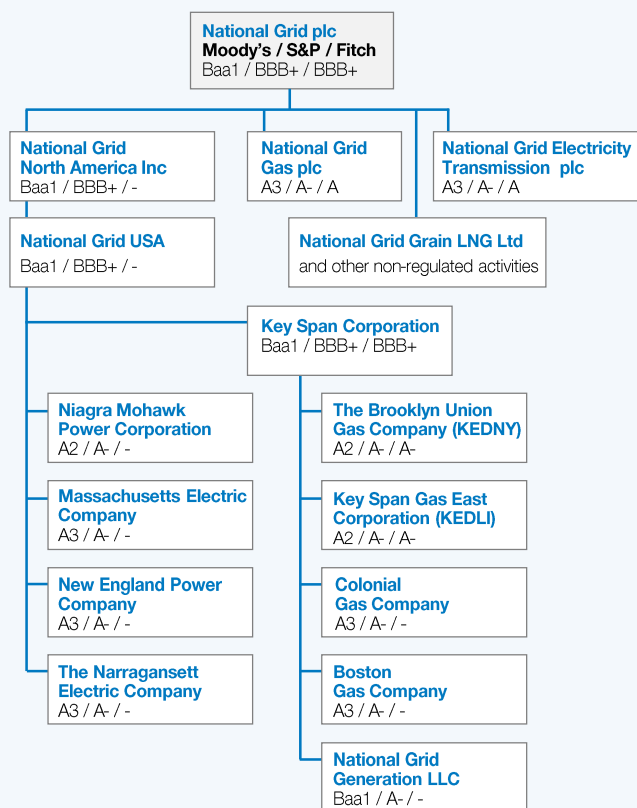 National Grid plc
Moody's / S&P / Fitch
Baa1 / BBB+ / BBB+
National Grid
North America Inc
Baa1 / BBB+ / -
National Grid
Gas plc
A3 / A- / A
National Grid Electricity
Transmission plc
A3 / A- / A
National Grid USA
Baa1 / BBB+ / -
National Grid Grain LNG Ltd
and other non-regulated activities
Key Span Corporation
Baa1 / BBB+ / BBB+
Niagra Mohawk
Power Corporation
A2 / A- / -
Massachusetts Electric
Company
A3 / A- / -
New England Power
Company
A3 / A- / -
The Narragansett
Electric Company
A3 / A- / -
The Brooklyn Union
Gas Company (KEDNY)
A2 / A- / A-
Key Span Gas East
Corporation (KEDLI)
A2 / A- / A-
Colonial
Gas Company
A3 / A- / -
Boston
Gas Company
A3 / A- / -
National Grid
Generation LLC
Baa1 / A- / -